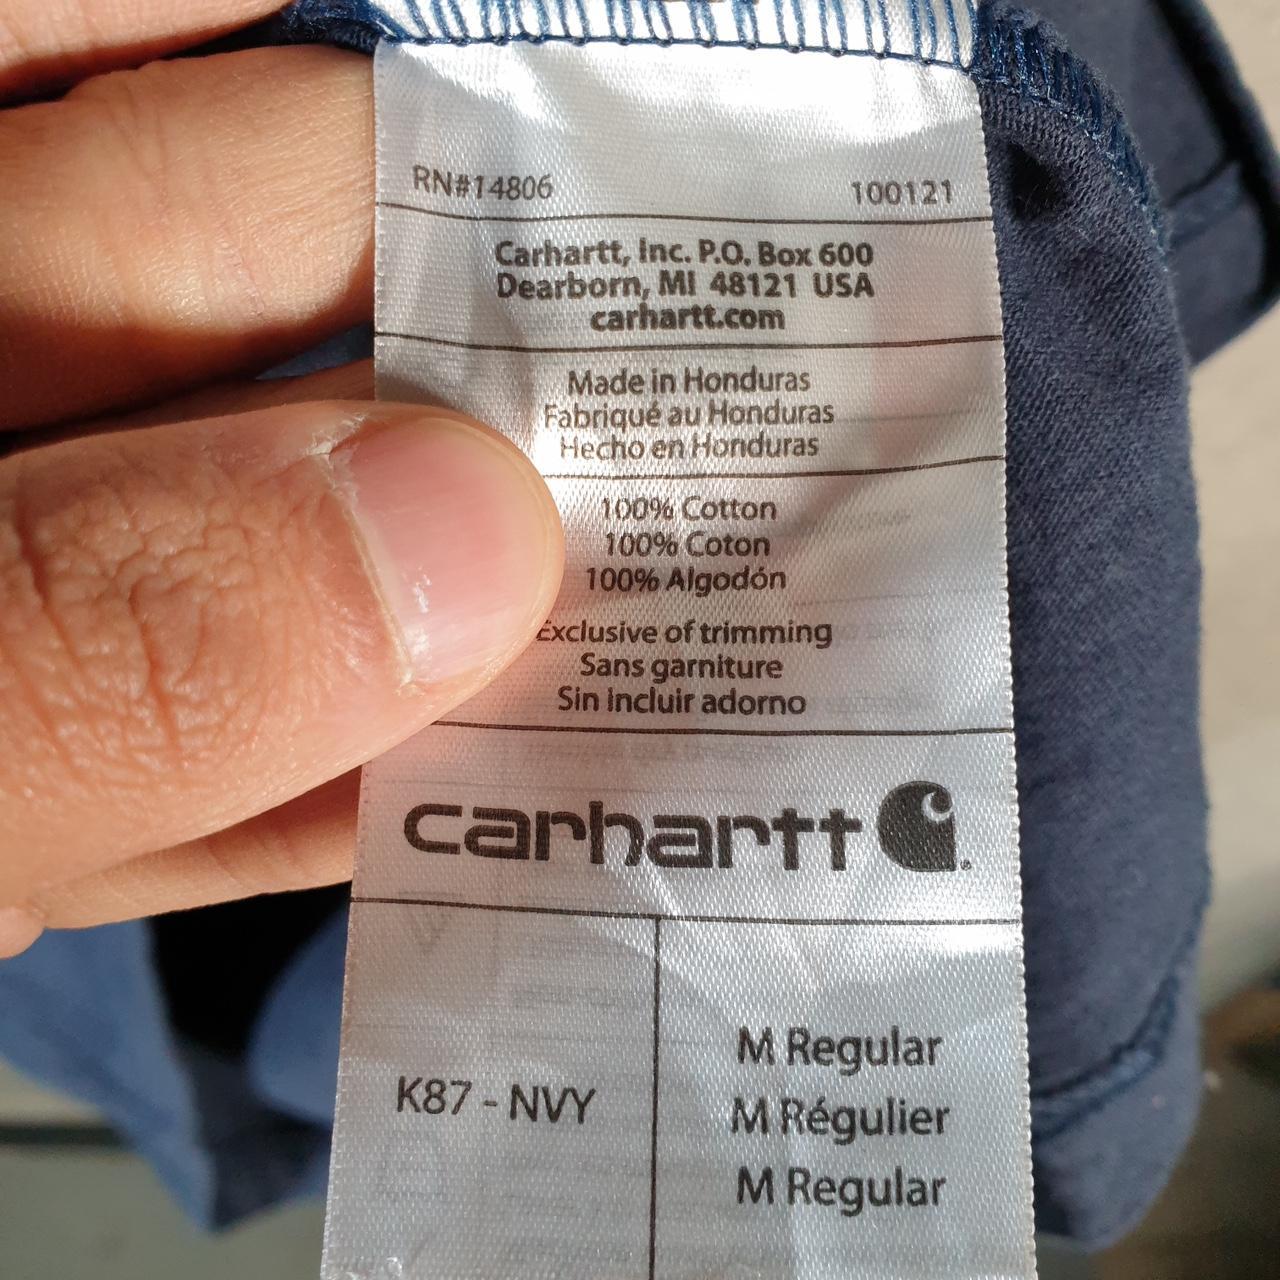 RN#14806 100121
Carhartt, Inc. P.O. Box 600
Dearborn, MI 48121 USA
carhartt.com
Made in Honduras
Fabriqué au Honduras
Hecho en Honduras
100% Cotton
100% Coton
100% Algodón
Exclusive of trimming
Sans garniture
Sin incluir adorno
carhartt
K87 - NVY
M Regular
M Régulier
M Regular